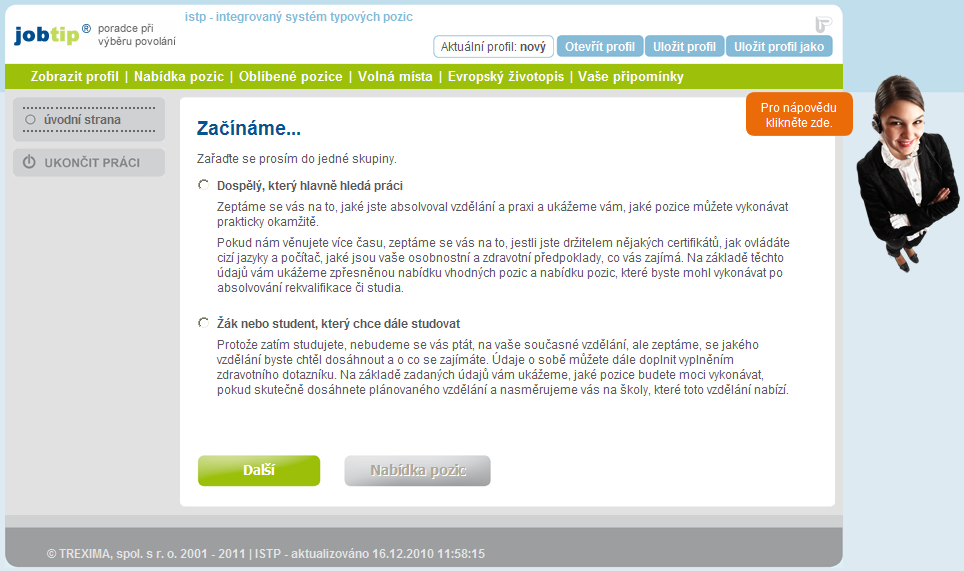 istp - integrovaný systém typových pozic
jobtip® poradce při
výběru povolání
Aktuální profil: nový Otevřít profil Uložit profil Uložit profil jako
Zobrazit profil | Nabídka pozic | Oblíbené pozice | Volná místa | Evropský životopis | Vaše připomínky
úvodní strana
UKONČIT PRÁCI
Pro nápovědu
klikněte zde.
Začínáme...
Zařaďte se prosím do jedné skupiny.
Dospělý, který hlavně hledá práci
Zeptáme se vás na to, jaké jste absolvoval vzdělání a praxi a ukážeme vám, jaké pozice můžete vykonávat
prakticky okamžitě.
Pokud nám věnujete více času, zeptáme se vás na to, jestli jste držitelem nějakých certifikátů, jak ovládáte
cizí jazyky a počítač, jaké jsou vaše osobnostní a zdravotní předpoklady, co vás zajímá. Na základě těchto
údajů vám ukážeme zpřesněnou nabídku vhodných pozic a nabídku pozic, které byste mohl vykonávat po
absolvování rekvalifikace či studia.
Žák nebo student, který chce dále studovat
Protože zatím studujete, nebudeme se vás ptát, na vaše současné vzdělání, ale zeptáme, se jakého
vzdělání byste chtěl dosáhnout a o co se zajímáte. Údaje o sobě můžete dále doplnit vyplněním
zdravotního dotazníku. Na základě zadaných údajů vám ukážeme, jaké pozice budete moci vykonávat,
pokud skutečně dosáhnete plánovaného vzdělání a nasměrujeme vás na školy, které toto vzdělání nabízí.
Další
Nabídka pozic
© TREXIMA, spol. s r. o. 2001 - 2011 | ISTP - aktualizováno 16.12.2010 11:58:15